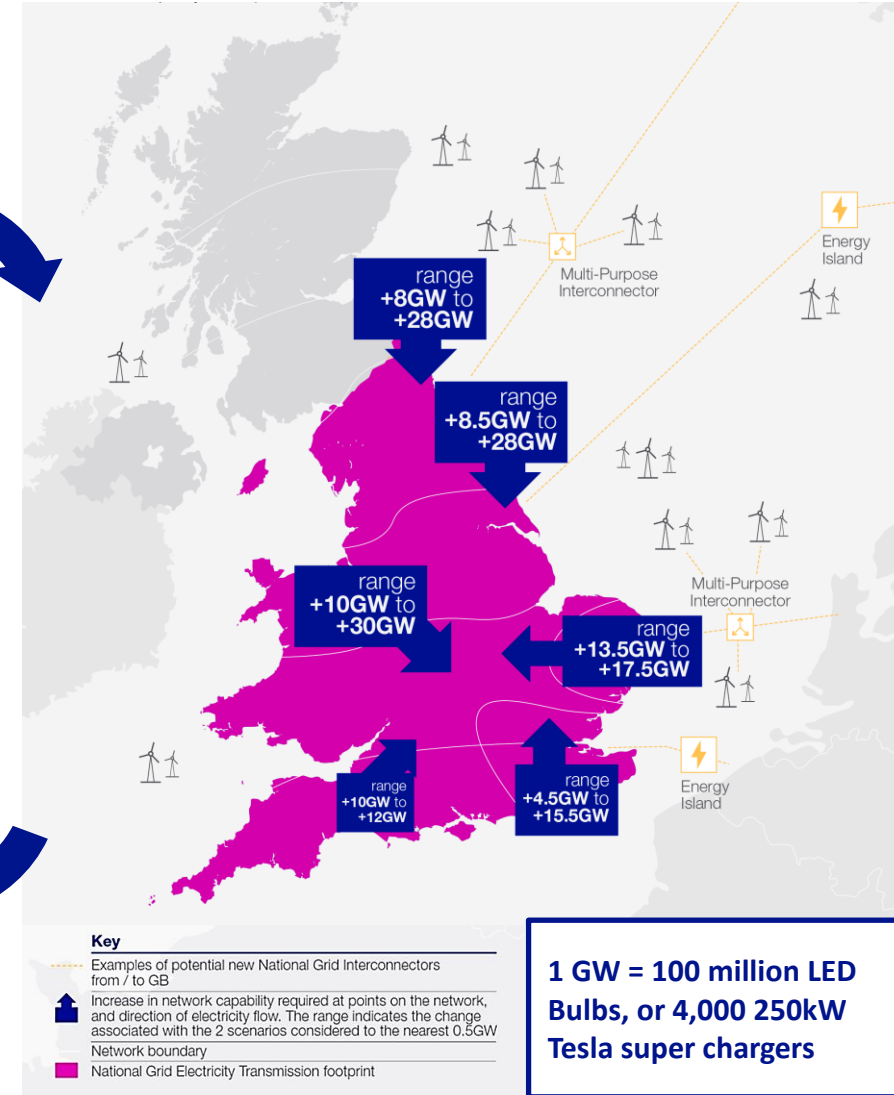 range
+8GW to
+28GW
Multi-Purpose
Interconnector
Energy
Island
range
+8.5GW to
+28GW
range
+10GW to
+30GW
Multi-Purpose
Interconnector
range
+13.5GW to
+17.5GW
range
+10GW to
+12GW
range
+4.5GW to
+15.5GW
Energy
Island
Key
Examples of potential new National Grid Interconnectors
from / to GB
Increase in network capability required at points on the network,
and direction of electricity flow. The range indicates the change
associated with the 2 scenarios considered to the nearest 0.5GW
Network boundary
National Grid Electricity Transmission footprint
1 GW = 100 million LED
Bulbs, or 4,000 250kW
Tesla super chargers